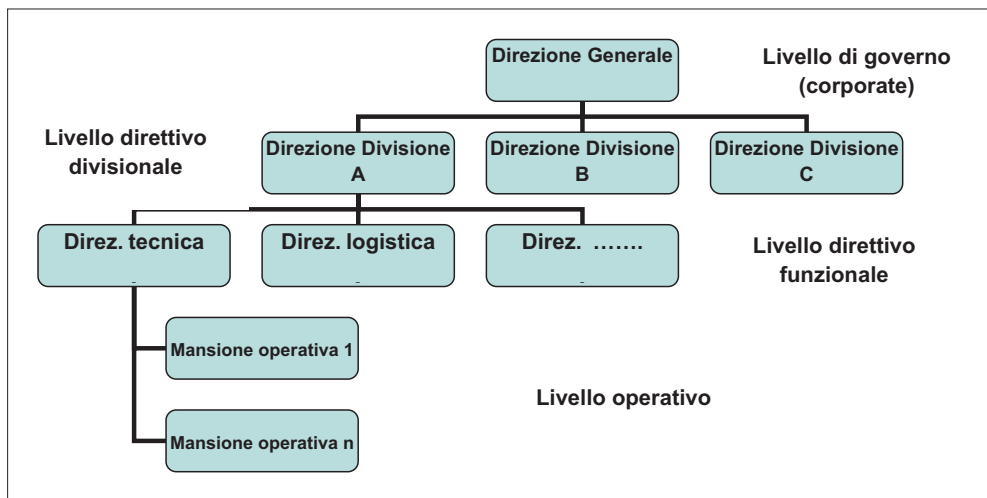 Direzione Generale
Livello di governo
(corporate)
Livello direttivo
divisionale
Direzione Divisione
A
Direzione Divisione
B
Direzione Divisione
C
Direz. tecnica
-
Direz. logistica
-
Direz. …….
-
Livello direttivo
funzionale
Mansione operativa 1
Livello operativo
Mansione operativa n